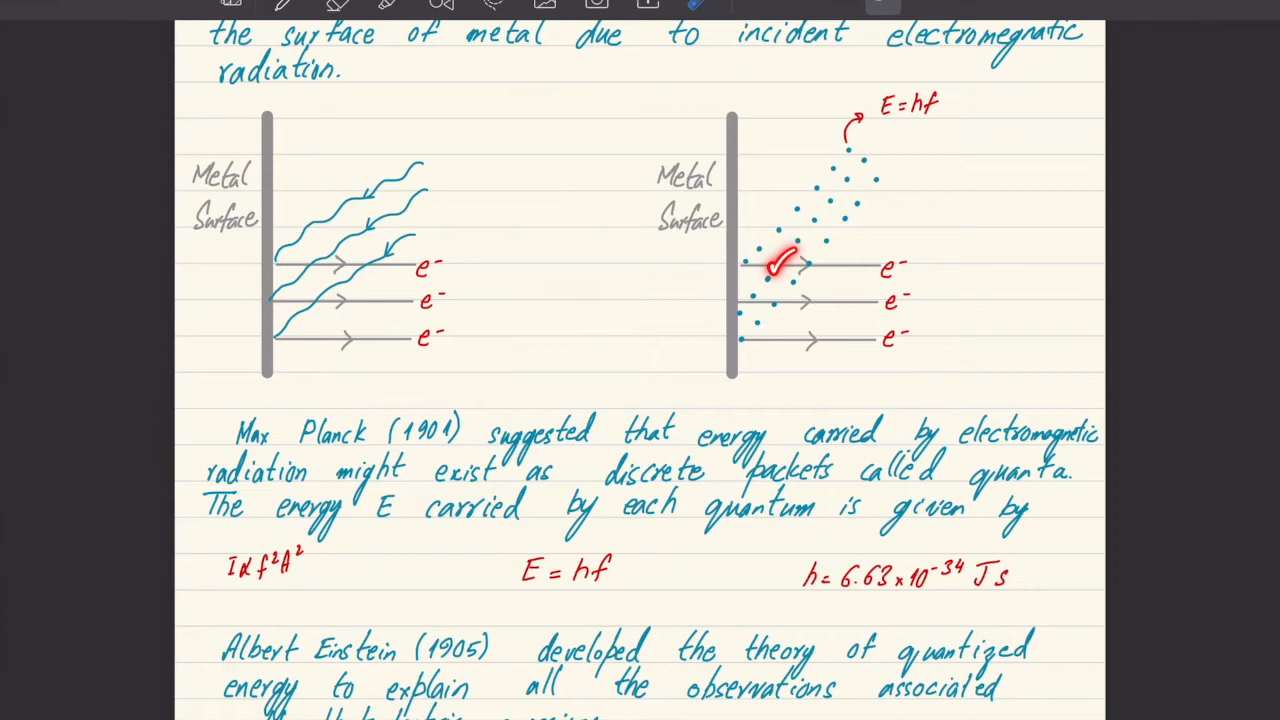 the surface of metal due to incident electromegnatic
radiation.
E = hf
Metal
Surface
e⁻
e⁻
e⁻
Metal
Surface
e⁻
e⁻
e⁻
Max Planck (1901) suggested that energy carried by electromagnetic
radiation might exist as discrete packets called quanta.
The energy E carried by each quantum is given by
I∝f²A² E = hf h = 6.63×10⁻³⁴ J s
Albert Einstein (1905) developed the theory of quantized
energy to explain all the observations associated